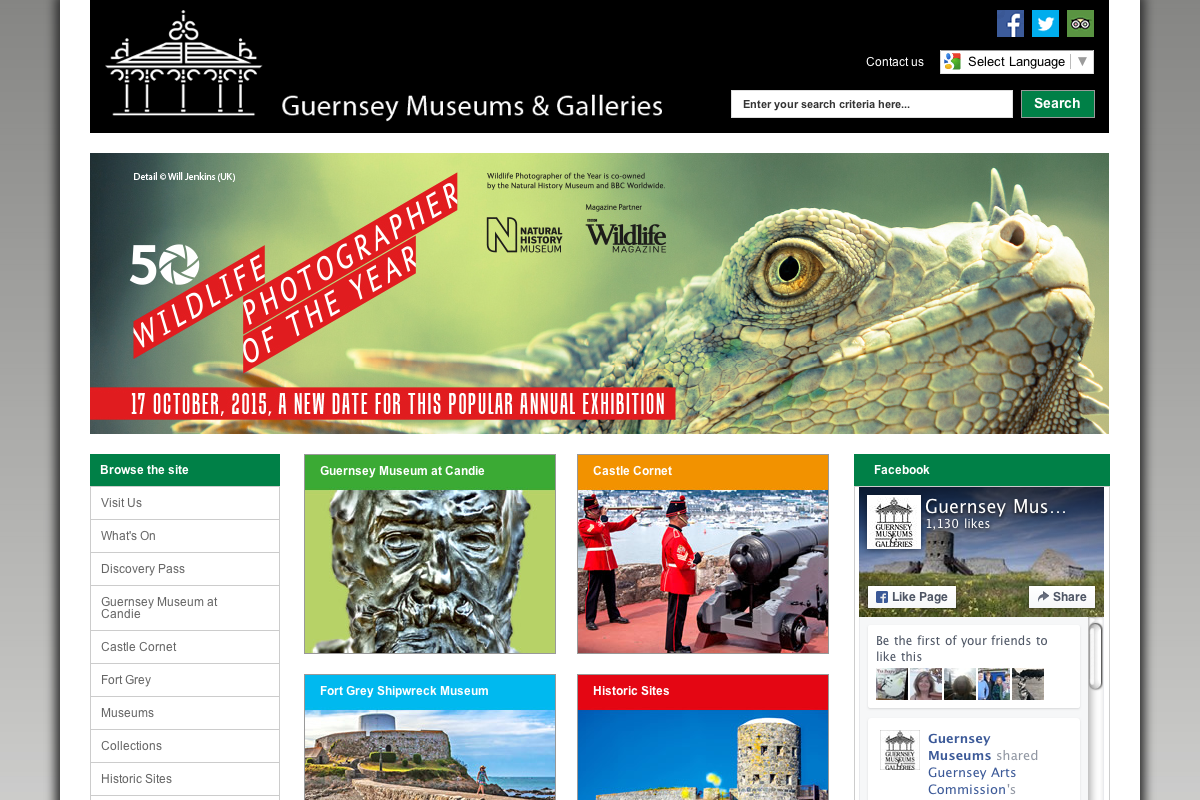 Contact us
Select Language
Guernsey Museums & Galleries
Enter your search criteria here...
Search
Detail © Will Jenkins (UK)
Wildlife Photographer of the Year is co-owned
by the Natural History Museum and BBC Worldwide.
Magazine Partner
NATURAL
HISTORY
MUSEUM
Wildlife
MAGAZINE
50
WILDLIFE
PHOTOGRAPHER
OF THE YEAR
17 OCTOBER, 2015, A NEW DATE FOR THIS POPULAR ANNUAL EXHIBITION
Browse the site
Visit Us
What's On
Discovery Pass
Guernsey Museum at
Candie
Castle Cornet
Fort Grey
Museums
Collections
Historic Sites
Guernsey Museum at Candie
Castle Cornet
Fort Grey Shipwreck Museum
Historic Sites
Facebook
GUERNSEY
MUSEUMS
&
GALLERIES
Guernsey Mus...
1,130 likes
Like Page
Share
Be the first of your friends to
like this
GUERNSEY
MUSEUMS
&
GALLERIES
Guernsey
Museums shared
Guernsey Arts
Commission's